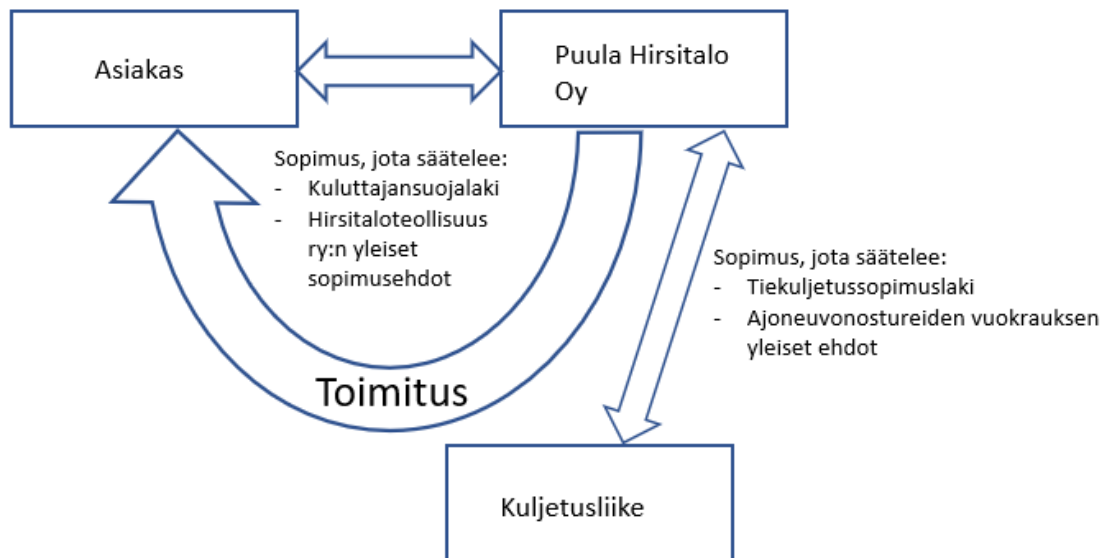 Asiakas
Puula Hirsitalo
Oy
Sopimus, jota säätelee:
- Kuluttajansuojalaki
- Hirsitaloteollisuus
ry:n yleiset
sopimusehdot
Sopimus, jota säätelee:
- Tiekuljetussopimuslaki
- Ajoneuvonostureiden vuokrauksen
yleiset ehdot
Toimitus
Kuljetusliike